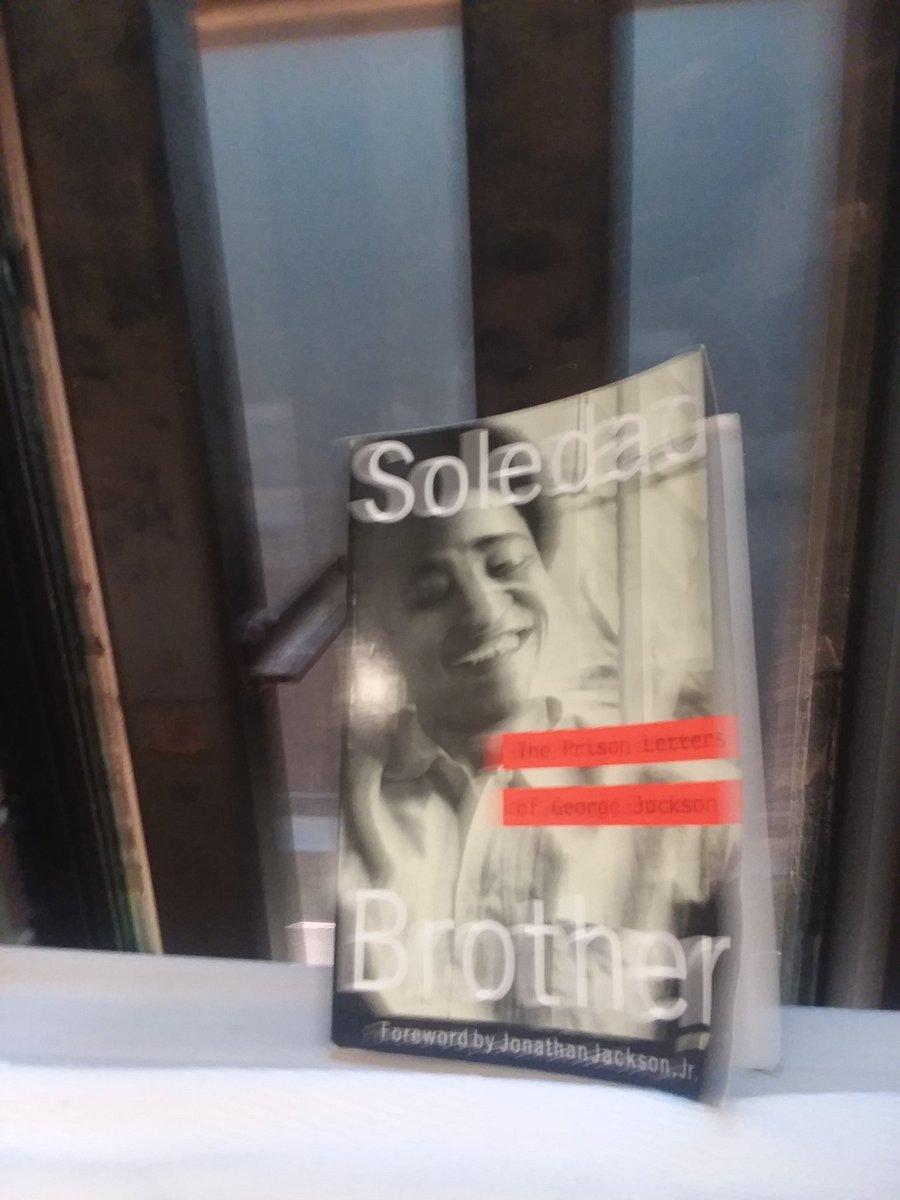 Soledad
The Prison Letters
of George Jackson
Brother
Foreword by Jonathan Jackson, Jr.